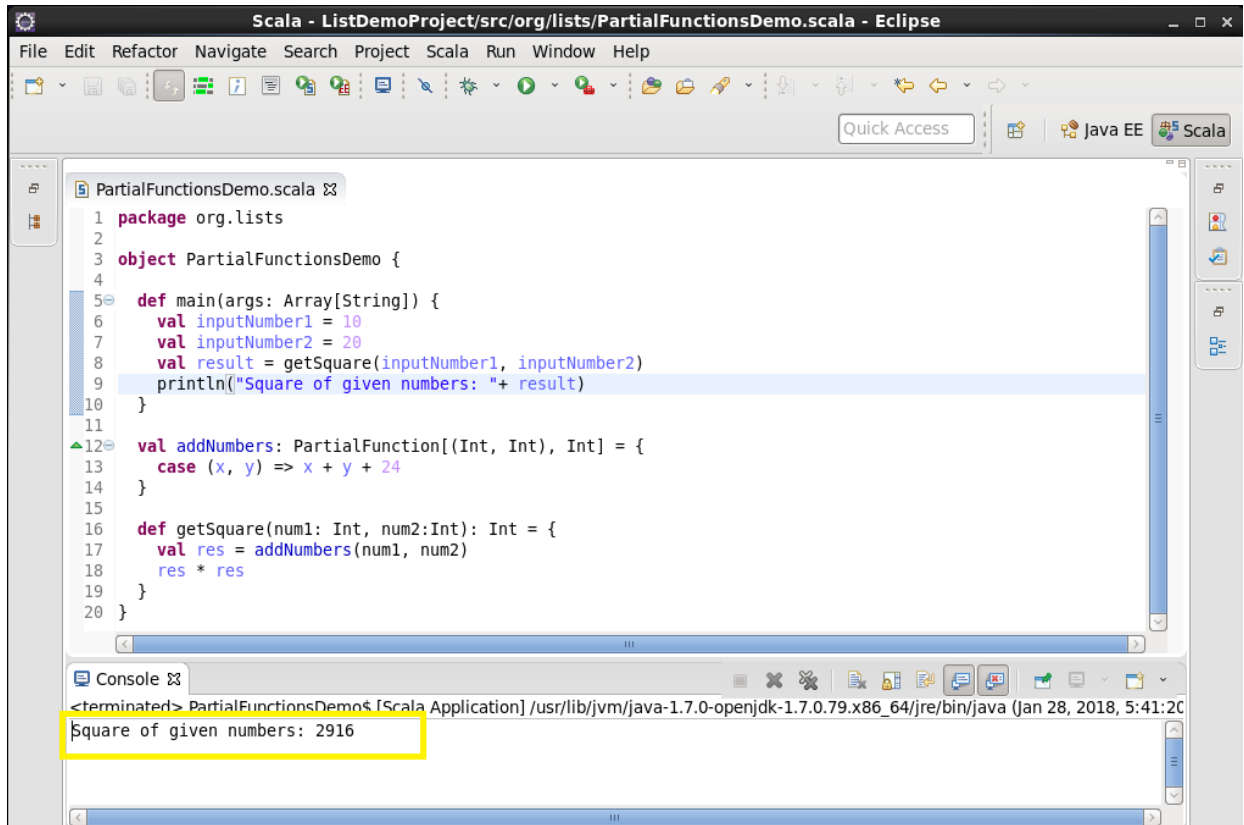 Scala - ListDemoProject/src/org/lists/PartialFunctionsDemo.scala - Eclipse
File Edit Refactor Navigate Search Project Scala Run Window Help
Quick Access
Java EE
Scala
PartialFunctionsDemo.scala
1 package org.lists
2
3 object PartialFunctionsDemo {
4
5 def main(args: Array[String]) {
6 val inputNumber1 = 10
7 val inputNumber2 = 20
8 val result = getSquare(inputNumber1, inputNumber2)
9 println("Square of given numbers: "+ result)
10 }
11
12 val addNumbers: PartialFunction[(Int, Int), Int] = {
13 case (x, y) => x + y + 24
14 }
15
16 def getSquare(num1: Int, num2:Int): Int = {
17 val res = addNumbers(num1, num2)
18 res * res
19 }
20 }
Console
<terminated> PartialFunctionsDemo$ [Scala Application] /usr/lib/jvm/java-1.7.0-openjdk-1.7.0.79.x86_64/jre/bin/java (Jan 28, 2018, 5:41:20
Square of given numbers: 2916